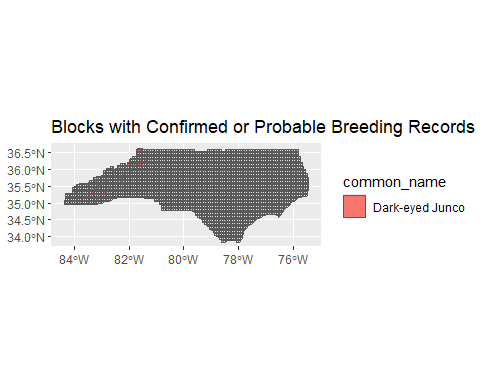 Blocks with Confirmed or Probable Breeding Records
36.5°N
36.0°N
35.5°N
35.0°N
34.5°N
34.0°N
84°W 82°W 80°W 78°W 76°W
common_name
Dark-eyed Junco